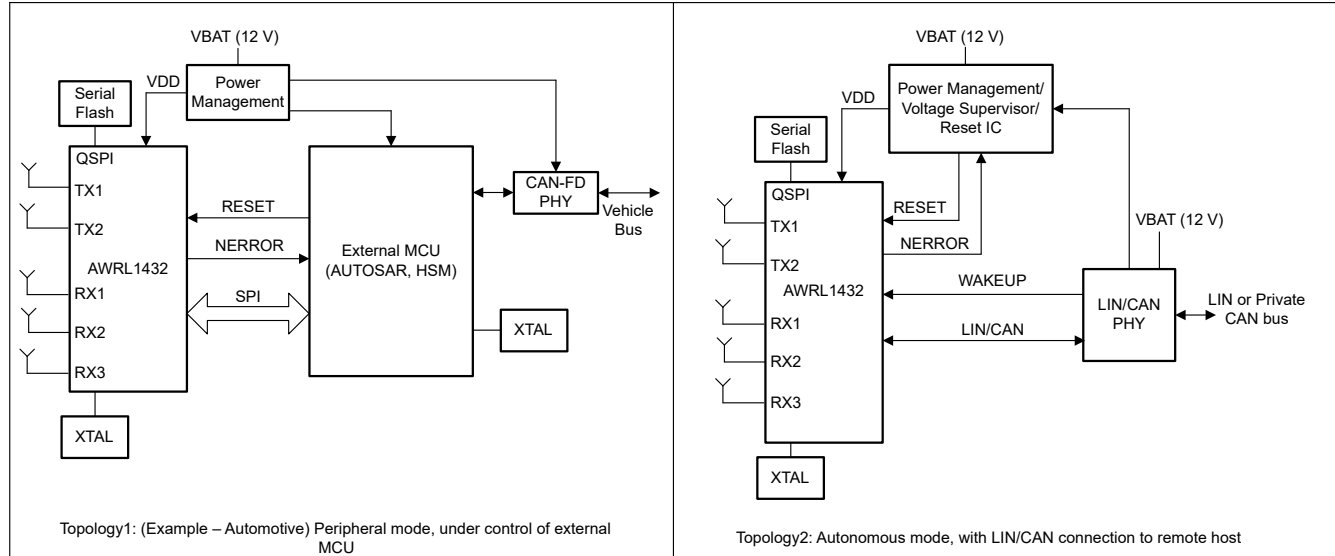 VBAT (12 V)
Power
Management
VDD
Serial
Flash
QSPI
TX1
TX2
AWRL1432
RX1
RX2
RX3
XTAL
RESET
NERROR
SPI
External MCU
(AUTOSAR, HSM)
XTAL
CAN-FD
PHY
Vehicle
Bus
Topology1: (Example – Automotive) Peripheral mode, under control of external
MCU
VBAT (12 V)
Power Management/
Voltage Supervisor/
Reset IC
VDD
Serial
Flash
QSPI
TX1
TX2
AWRL1432
RX1
RX2
RX3
XTAL
RESET
NERROR
WAKEUP
LIN/CAN
VBAT (12 V)
LIN/CAN
PHY
LIN or Private
CAN bus
Topology2: Autonomous mode, with LIN/CAN connection to remote host